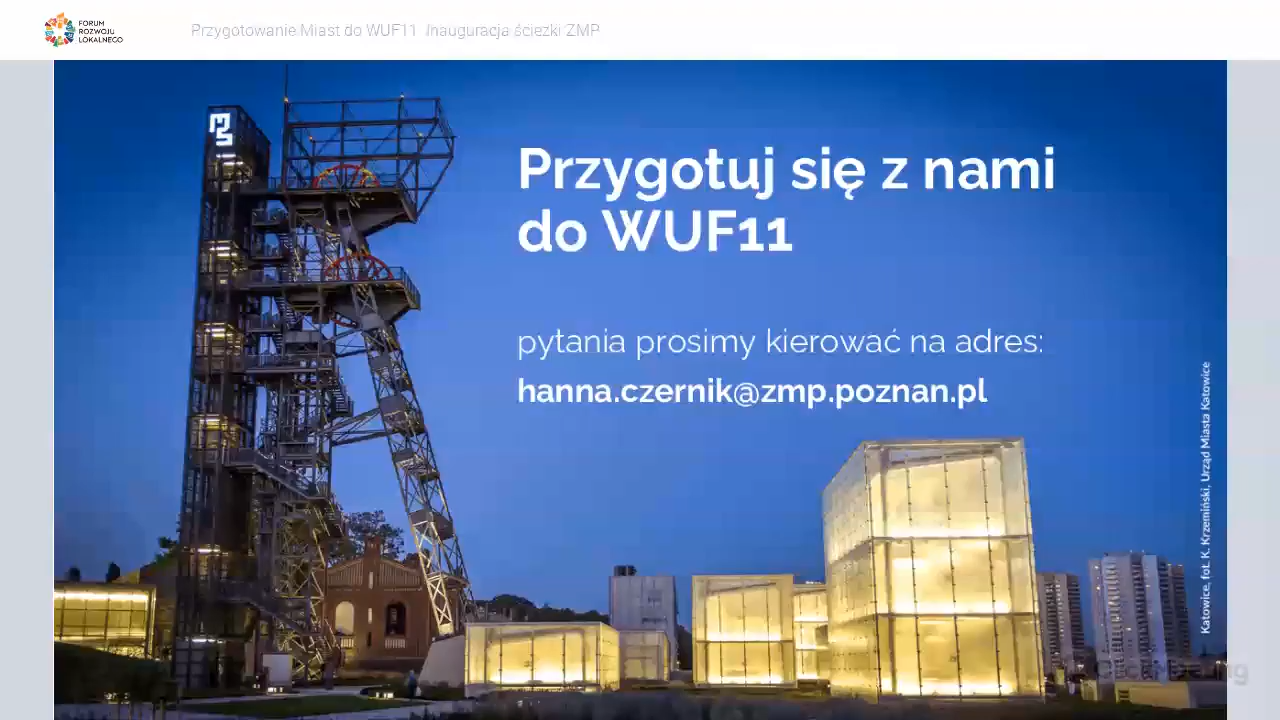 FORUM
ROZWOJU
LOKALNEGO
Przygotowanie Miast do WUF11 Inauguracja ścieżki ZMP
Przygotuj się z nami
do WUF11
pytania prosimy kierować na adres:
hanna.czernik@zmp.poznan.pl
Katowice, fot. K. Krzemiński, Urząd Miasta Katowice